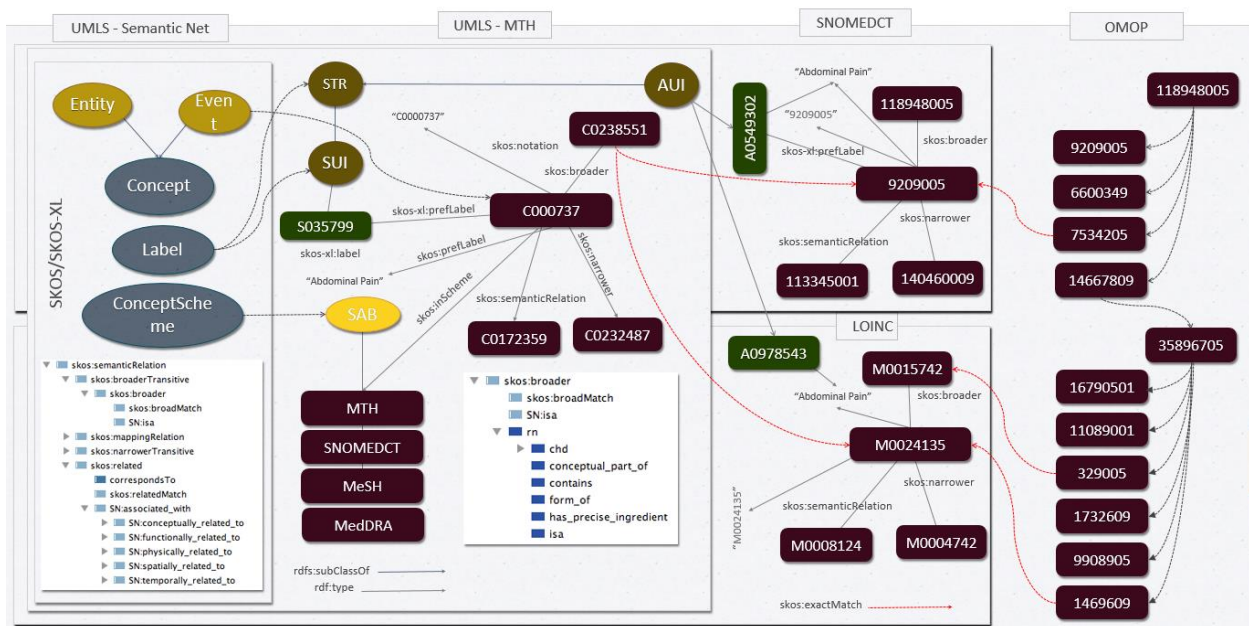 UMLS - Semantic Net
UMLS - MTH
SNOMEDCT
OMOP
SKOS/SKOS-XL
Entity
Even
t
Concept
Label
ConceptSche
me
skos:semanticRelation
skos:broaderTransitive
skos:broader
skos:broadMatch
SN:isa
skos:mappingRelation
skos:narrowerTransitive
skos:related
correspondsTo
skos:relatedMatch
SN:associated_with
SN:conceptually_related_to
SN:functionally_related_to
SN:physically_related_to
SN:spatially_related_to
SN:temporally_related_to
STR
AUI
SUI
"C0000737"
skos:notation
C0238551
skos:broader
C000737
S035799
skos-xl:prefLabel
skos-xl:label
skos:prefLabel
"Abdominal Pain"
skos:inScheme
skos:narrower
skos:semanticRelation
C0172359
C0232487
SAB
MTH
SNOMEDCT
MeSH
MedDRA
skos:broader
skos:broadMatch
SN:isa
rn
chd
conceptual_part_of
contains
form_of
has_precise_ingredient
isa
rdfs:subClassOf
rdf:type
A0549302
"Abdominal Pain"
"9209005"
118948005
skos-xl:prefLabel
skos:broader
9209005
skos:narrower
skos:semanticRelation
113345001
140460009
LOINC
A0978543
M0015742
"Abdominal Pain"
skos:broader
M0024135
skos:narrower
skos:semanticRelation
"M0024135"
M0008124
M0004742
skos:exactMatch
118948005
9209005
6600349
7534205
14667809
35896705
16790501
11089001
329005
1732609
9908905
1469609